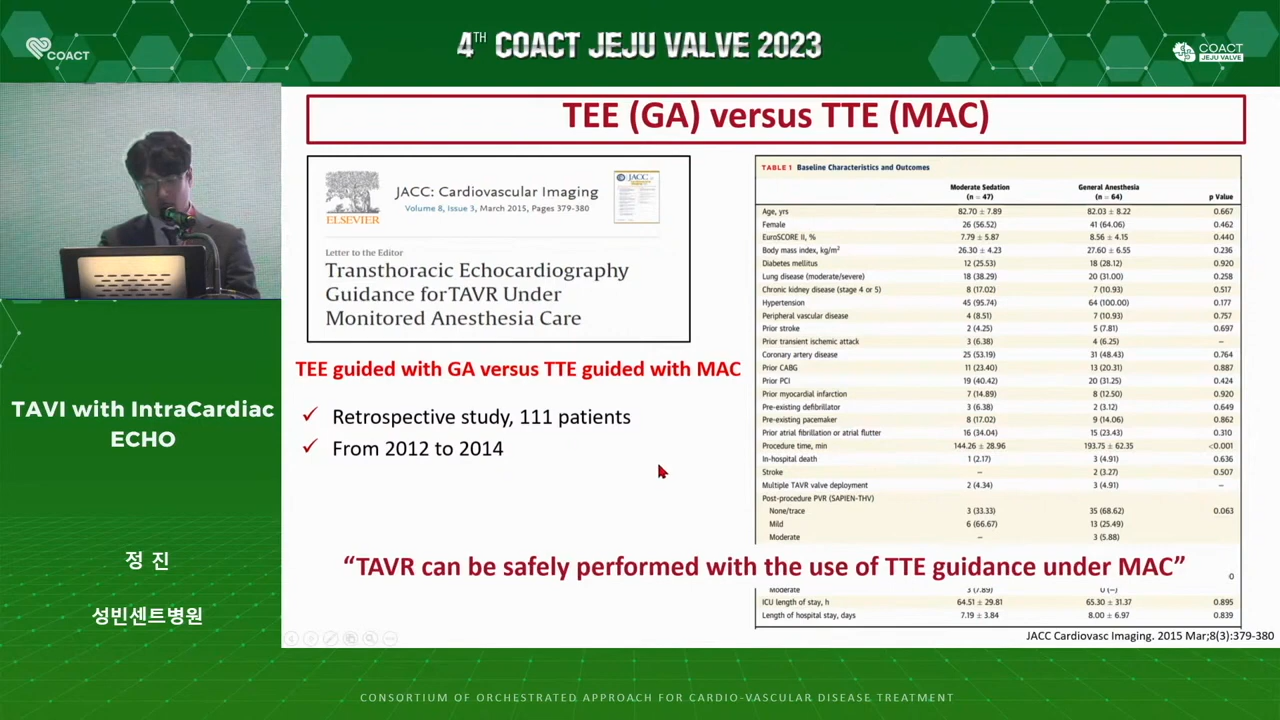 COACT
4TH COACT JEJU VALVE 2023
COACT
JEJU VALVE
TEE (GA) versus TTE (MAC)
ELSEVIER
JACC: Cardiovascular Imaging
Volume 8, Issue 3, March 2015, Pages 379-380
JACC
Letter to the Editor
Transthoracic Echocardiography
Guidance forTAVR Under
Monitored Anesthesia Care
TEE guided with GA versus TTE guided with MAC
✓ Retrospective study, 111 patients
✓ From 2012 to 2014
TABLE 1 Baseline Characteristics and Outcomes
Moderate Sedation (n = 47) General Anesthesia (n = 64) p Value
Age, yrs 82.70 ± 7.89 82.03 ± 8.22 0.667
Female 26 (56.52) 41 (64.06) 0.462
EuroSCORE II, % 7.79 ± 5.87 8.56 ± 4.15 0.440
Body mass index, kg/m² 26.30 ± 4.23 27.60 ± 6.55 0.236
Diabetes mellitus 12 (25.53) 18 (28.12) 0.920
Lung disease (moderate/severe) 18 (38.29) 20 (31.00) 0.258
Chronic kidney disease (stage 4 or 5) 8 (17.02) 7 (10.93) 0.517
Hypertension 45 (95.74) 64 (100.00) 0.177
Peripheral vascular disease 4 (8.51) 7 (10.93) 0.757
Prior stroke 2 (4.25) 5 (7.81) 0.697
Prior transient ischemic attack 3 (6.38) 4 (6.25) –
Coronary artery disease 25 (53.19) 31 (48.43) 0.764
Prior CABG 11 (23.40) 13 (20.31) 0.887
Prior PCI 19 (40.42) 20 (31.25) 0.424
Prior myocardial infarction 7 (14.89) 8 (12.50) 0.920
Pre-existing defibrillator 3 (6.38) 2 (3.12) 0.649
Pre-existing pacemaker 8 (17.02) 9 (14.06) 0.862
Prior atrial fibrillation or atrial flutter 16 (34.04) 15 (23.43) 0.310
Procedure time, min 144.26 ± 28.96 193.75 ± 62.35 <0.001
In-hospital death 1 (2.17) 3 (4.91) 0.636
Stroke – 2 (3.27) 0.507
Multiple TAVR valve deployment 2 (4.34) 3 (4.91) –
Post-procedure PVR (SAPIEN-THV)
None/trace 3 (33.33) 35 (68.62) 0.063
Mild 6 (66.67) 13 (25.49)
Moderate – 3 (5.88)
“TAVR can be safely performed with the use of TTE guidance under MAC”
0
Moderate 3 (7.89) 0 (–)
ICU length of stay, h 64.51 ± 29.81 65.30 ± 31.37 0.895
Length of hospital stay, days 7.19 ± 3.84 8.00 ± 6.97 0.839
JACC Cardiovasc Imaging. 2015 Mar;8(3):379-380
TAVI with IntraCardiac
ECHO
정 진
성빈센트병원
CONSORTIUM OF ORCHESTRATED APPROACH FOR CARDIO-VASCULAR DISEASE TREATMENT